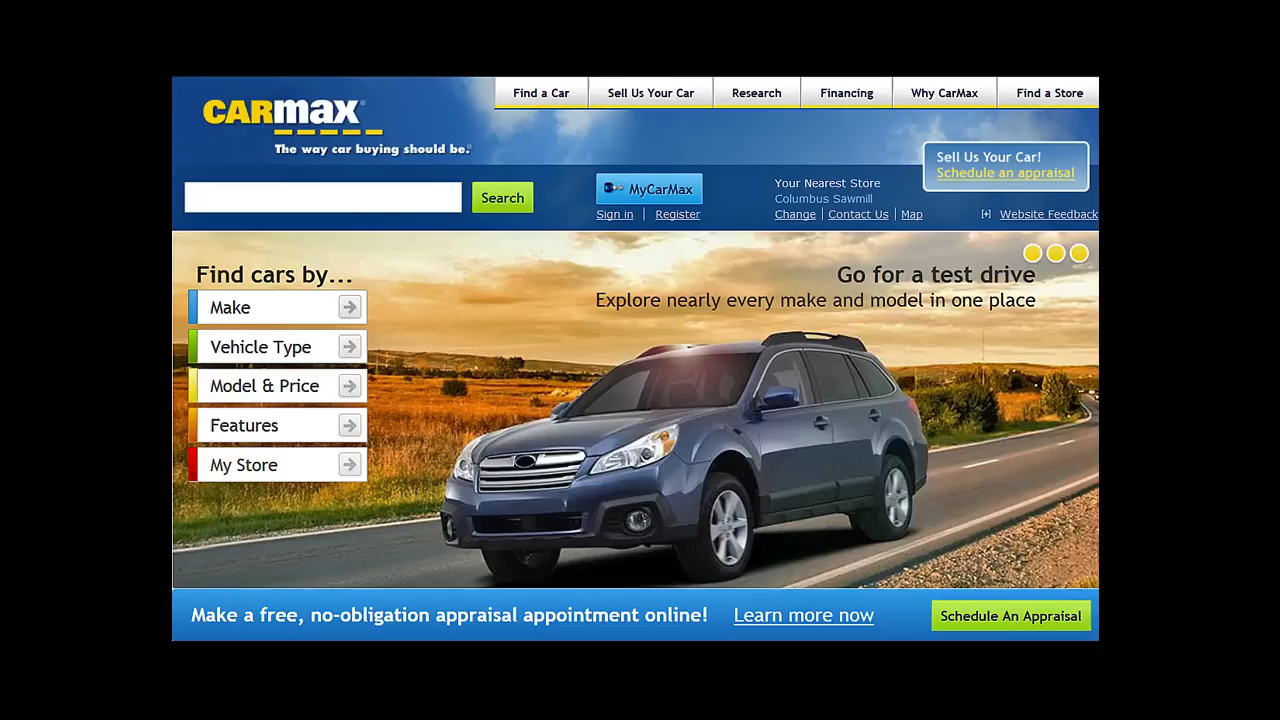 Find a Car
Sell Us Your Car
Research
Financing
Why CarMax
Find a Store
CARmax®
The way car buying should be.®
Sell Us Your Car!
Schedule an appraisal
Search
MyCarMax
Sign in | Register
Your Nearest Store
Columbus Sawmill
Change | Contact Us | Map
[+] Website Feedback
Find cars by...
Make
Vehicle Type
Model & Price
Features
My Store
Go for a test drive
Explore nearly every make and model in one place
Make a free, no-obligation appraisal appointment online!
Learn more now
Schedule An Appraisal